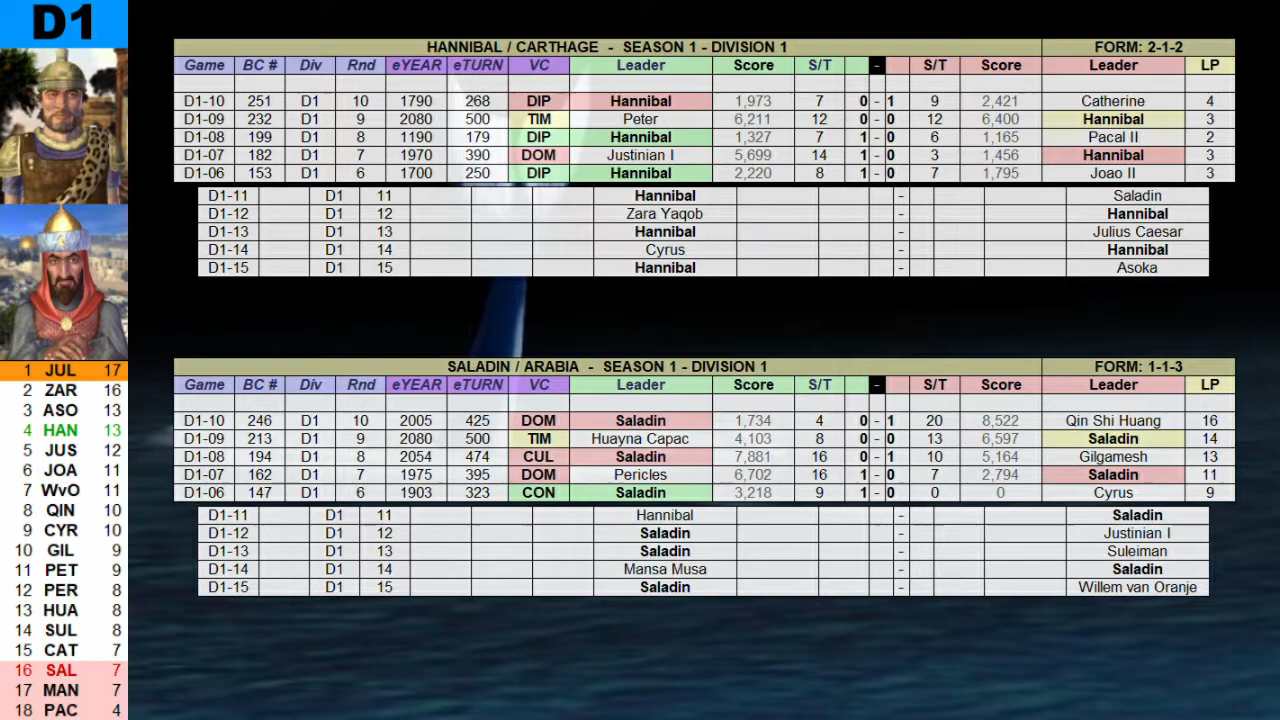 D1
HANNIBAL / CARTHAGE - SEASON 1 - DIVISION 1 FORM: 2-1-2
Game BC # Div Rnd eYEAR eTURN VC Leader Score S/T - S/T Score Leader LP
D1-10 251 D1 10 1790 268 DIP Hannibal 1,973 7 0 - 1 9 2,421 Catherine 4
D1-09 232 D1 9 2080 500 TIM Peter 6,211 12 0 - 0 12 6,400 Hannibal 3
D1-08 199 D1 8 1190 179 DIP Hannibal 1,327 7 1 - 0 6 1,165 Pacal II 2
D1-07 182 D1 7 1970 390 DOM Justinian I 5,699 14 1 - 0 3 1,456 Hannibal 3
D1-06 153 D1 6 1700 250 DIP Hannibal 2,220 8 1 - 0 7 1,795 Joao II 3
D1-11 D1 11 Hannibal - Saladin
D1-12 D1 12 Zara Yaqob - Hannibal
D1-13 D1 13 Hannibal - Julius Caesar
D1-14 D1 14 Cyrus - Hannibal
D1-15 D1 15 Hannibal - Asoka
SALADIN / ARABIA - SEASON 1 - DIVISION 1 FORM: 1-1-3
Game BC # Div Rnd eYEAR eTURN VC Leader Score S/T - S/T Score Leader LP
D1-10 246 D1 10 2005 425 DOM Saladin 1,734 4 0 - 1 20 8,522 Qin Shi Huang 16
D1-09 213 D1 9 2080 500 TIM Huayna Capac 4,103 8 0 - 0 13 6,597 Saladin 14
D1-08 194 D1 8 2054 474 CUL Saladin 7,881 16 0 - 1 10 5,164 Gilgamesh 13
D1-07 162 D1 7 1975 395 DOM Pericles 6,702 16 1 - 0 7 2,794 Saladin 11
D1-06 147 D1 6 1903 323 CON Saladin 3,218 9 1 - 0 0 0 Cyrus 9
D1-11 D1 11 Hannibal - Saladin
D1-12 D1 12 Saladin - Justinian I
D1-13 D1 13 Saladin - Suleiman
D1-14 D1 14 Mansa Musa - Saladin
D1-15 D1 15 Saladin - Willem van Oranje
1 JUL 17
2 ZAR 16
3 ASO 13
4 HAN 13
5 JUS 12
6 JOA 11
7 WvO 11
8 QIN 10
9 CYR 10
10 GIL 9
11 PET 9
12 PER 8
13 HUA 8
14 SUL 8
15 CAT 7
16 SAL 7
17 MAN 7
18 PAC 4